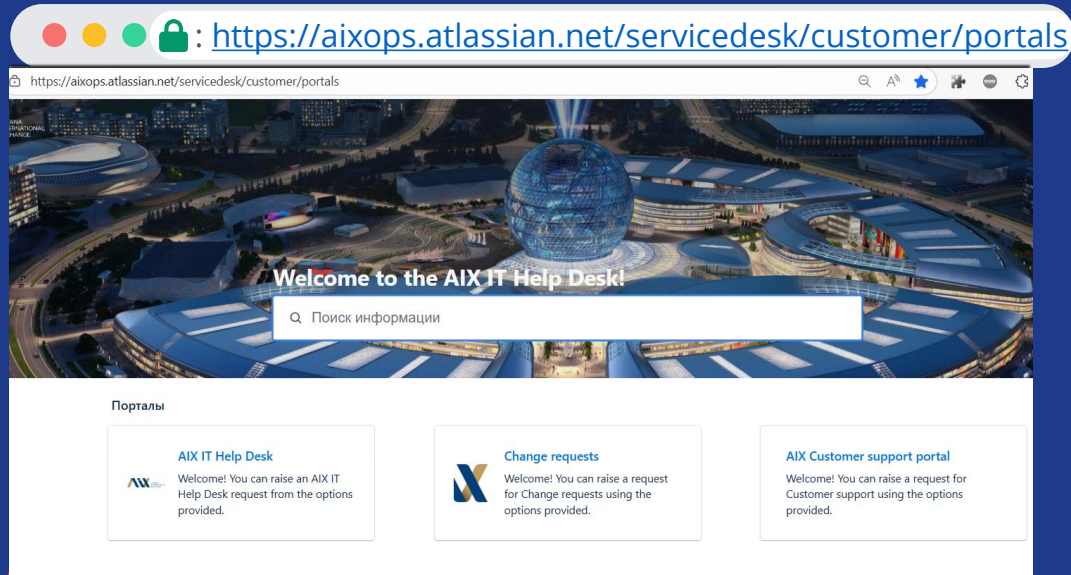 : https://aixops.atlassian.net/servicedesk/customer/portals
https://aixops.atlassian.net/servicedesk/customer/portals
ANA
ERNATIONAL
HANGE
Welcome to the AIX IT Help Desk!
Поиск информации
Порталы
AIX IT Help Desk
Welcome! You can raise an AIX IT
Help Desk request from the options
provided.
AIX
Change requests
Welcome! You can raise a request
for Change requests using the
options provided.
AIX Customer support portal
Welcome! You can raise a request for
Customer support using the options
provided.